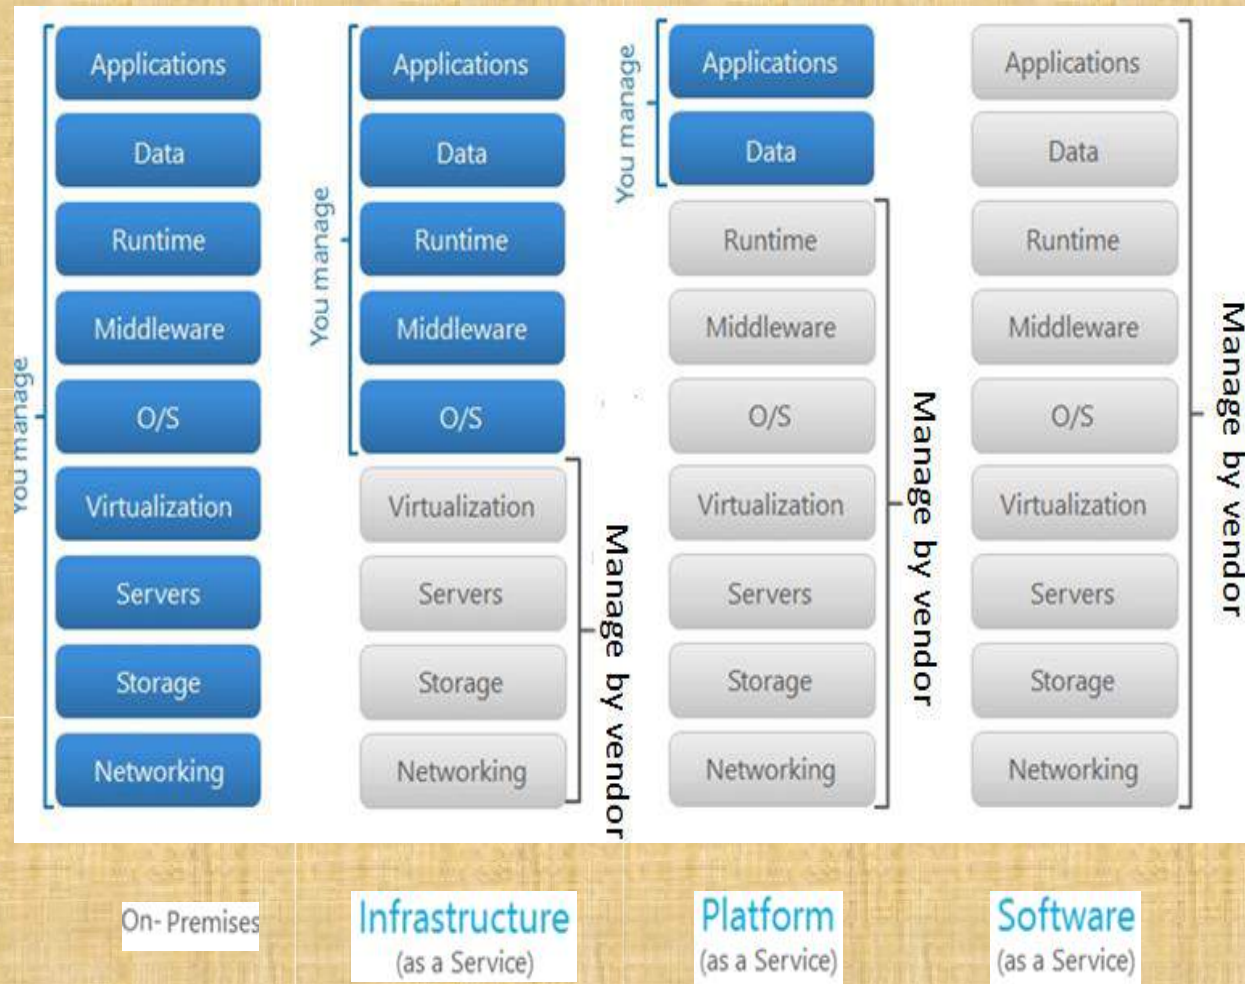 You manage
Applications
Data
Runtime
Middleware
O/S
Virtualization
Servers
Storage
Networking
On-Premises
You manage
Applications
Data
Runtime
Middleware
O/S
Virtualization
Servers
Storage
Networking
Manage by vendor
Infrastructure
(as a Service)
You manage
Applications
Data
Runtime
Middleware
O/S
Virtualization
Servers
Storage
Networking
Manage by vendor
Platform
(as a Service)
Applications
Data
Runtime
Middleware
O/S
Virtualization
Servers
Storage
Networking
Manage by vendor
Software
(as a Service)